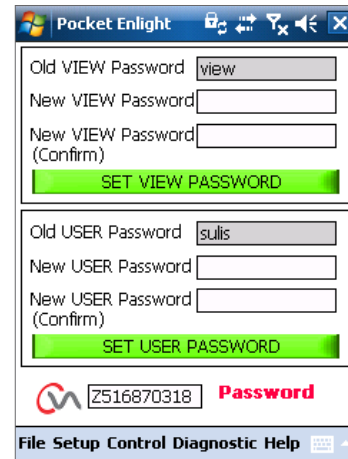 Pocket Enlight
Old VIEW Password view
New VIEW Password
New VIEW Password
(Confirm)
SET VIEW PASSWORD
Old USER Password sulis
New USER Password
New USER Password
(Confirm)
SET USER PASSWORD
Z516870318 Password
File Setup Control Diagnostic Help